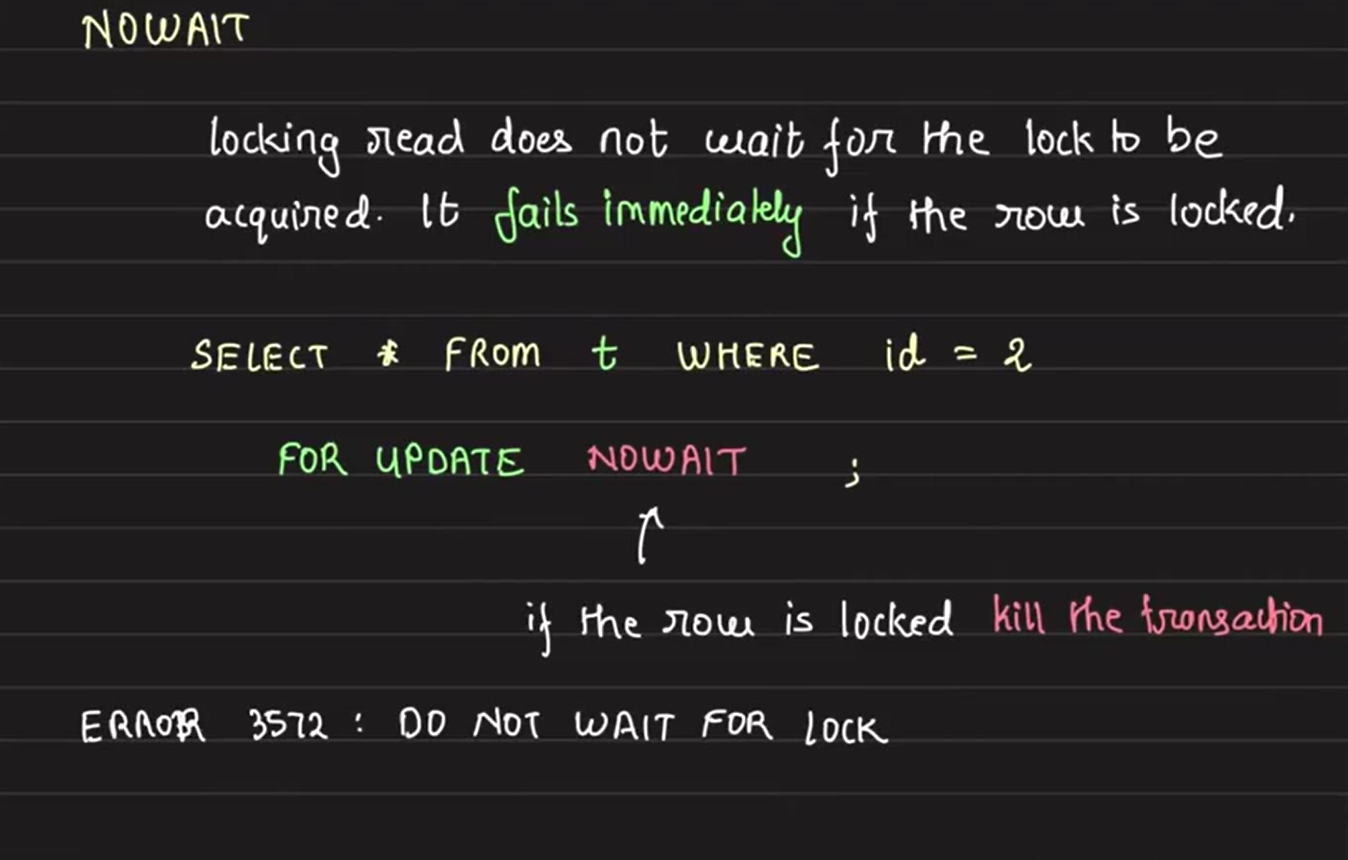 NOWAIT
locking read does not wait for the lock to be
acquired. It fails immediately if the row is locked.
SELECT * FROM t WHERE id = 2
FOR UPDATE NOWAIT ;
if the row is locked kill the transaction
ERROR 3572 : DO NOT WAIT FOR LOCK